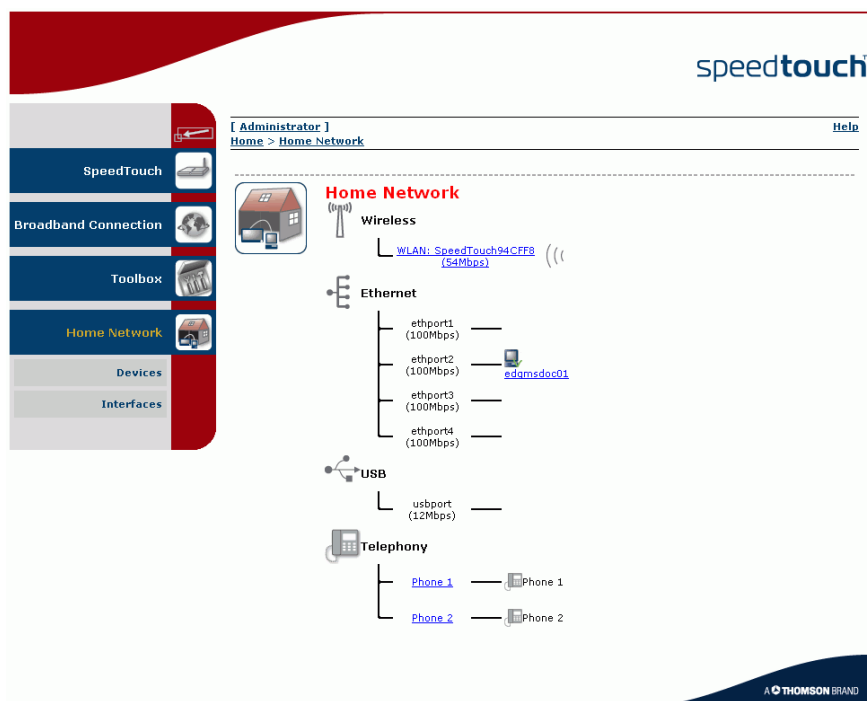 speedtouch
[ Administrator ]
Help
Home > Home Network
SpeedTouch
Broadband Connection
Toolbox
Home Network
Devices
Interfaces
Home Network
Wireless
WLAN: SpeedTouch94CFF8
(54Mbps)
Ethernet
ethport1
(100Mbps)
ethport2
(100Mbps)
edgmsdoc01
ethport3
(100Mbps)
ethport4
(100Mbps)
USB
usbport
(12Mbps)
Telephony
Phone 1
Phone 1
Phone 2
Phone 2
A THOMSON BRAND